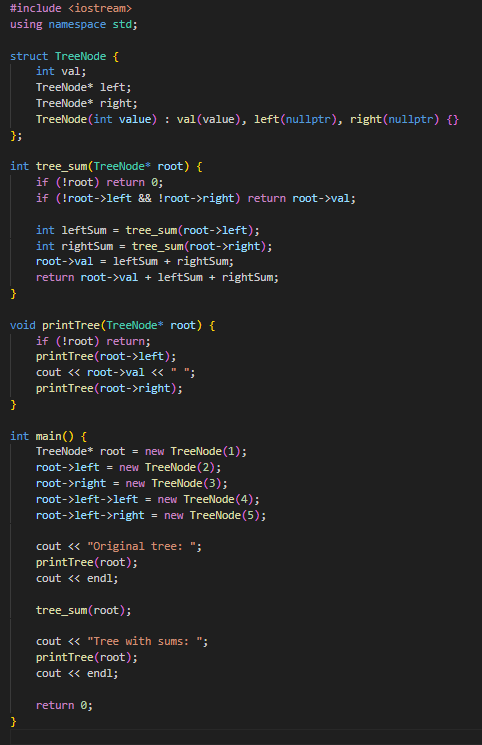 #include <iostream>
using namespace std;

struct TreeNode {
    int val;
    TreeNode* left;
    TreeNode* right;
    TreeNode(int value) : val(value), left(nullptr), right(nullptr) {}
};

int tree_sum(TreeNode* root) {
    if (!root) return 0;
    if (!root->left && !root->right) return root->val;

    int leftSum = tree_sum(root->left);
    int rightSum = tree_sum(root->right);
    root->val = leftSum + rightSum;
    return root->val + leftSum + rightSum;
}

void printTree(TreeNode* root) {
    if (!root) return;
    printTree(root->left);
    cout << root->val << " ";
    printTree(root->right);
}

int main() {
    TreeNode* root = new TreeNode(1);
    root->left = new TreeNode(2);
    root->right = new TreeNode(3);
    root->left->left = new TreeNode(4);
    root->left->right = new TreeNode(5);

    cout << "Original tree: ";
    printTree(root);
    cout << endl;

    tree_sum(root);

    cout << "Tree with sums: ";
    printTree(root);
    cout << endl;

    return 0;
}